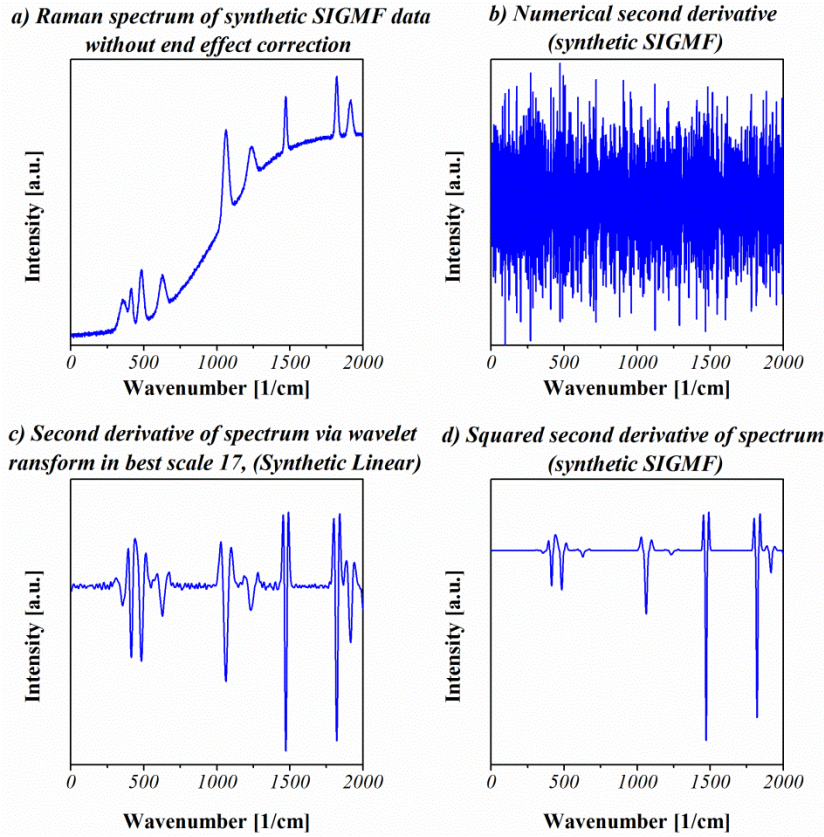 a) Raman spectrum of synthetic SIGMF data
without end effect correction
Intensity [a.u.]
0 500 1000 1500 2000
Wavenumber [1/cm]
b) Numerical second derivative
(synthetic SIGMF)
Intensity [a.u.]
0 500 1000 1500 2000
Wavenumber [1/cm]
c) Second derivative of spectrum via wavelet
ransform in best scale 17, (Synthetic Linear)
Intensity [a.u.]
0 500 1000 1500 2000
Wavenumber [1/cm]
d) Squared second derivative of spectrum
(synthetic SIGMF)
Intensity [a.u.]
0 500 1000 1500 2000
Wavenumber [1/cm]